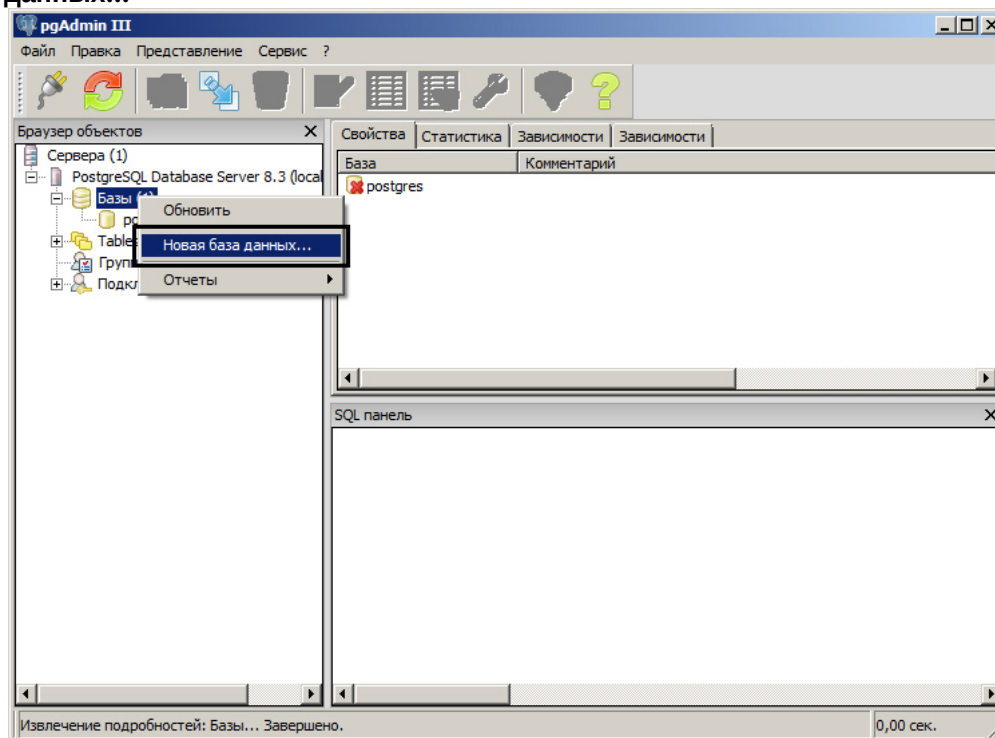 данных...
pgAdmin III
Файл Правка Представление Сервис ?
Браузер объектов
Сервера (1)
PostgreSQL Database Server 8.3 (local
Базы (1)
Обновить
Новая база данных...
Отчеты
Свойства Статистика Зависимости Зависимости
База Комментарий
postgres
SQL панель
Извлечение подробностей: Базы... Завершено. 0,00 сек.